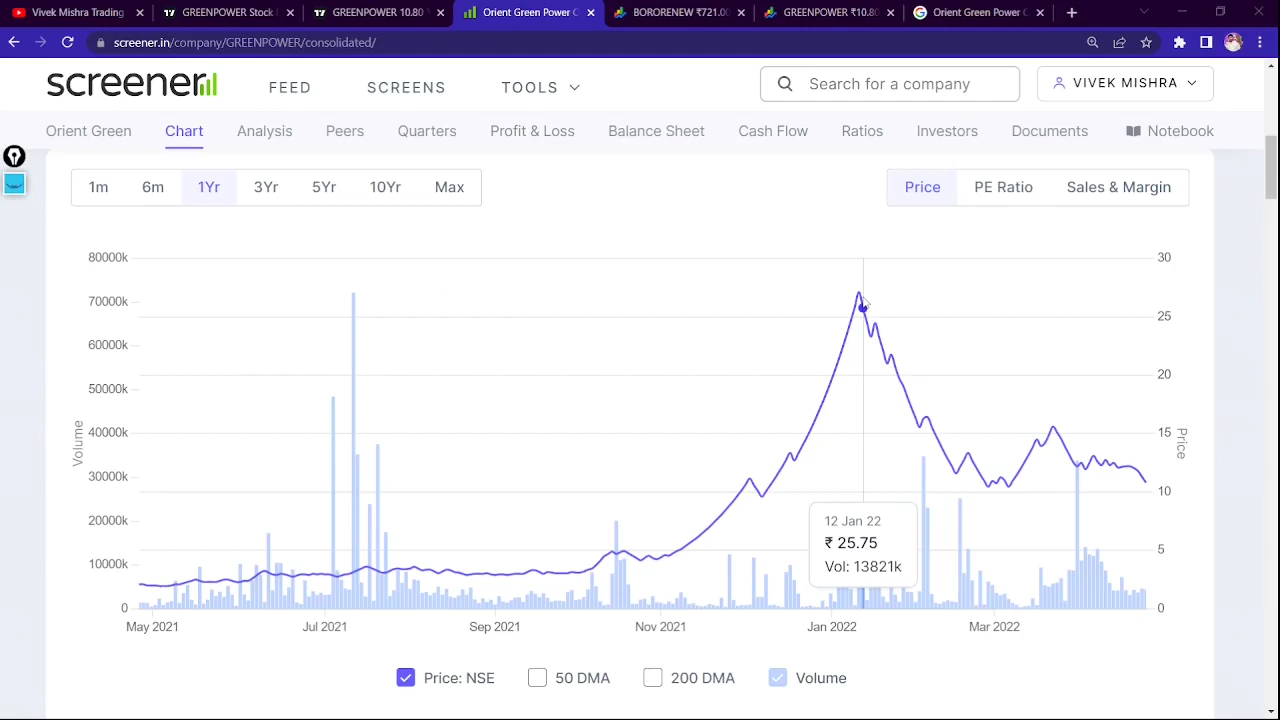 Vivek Mishra Trading
GREENPOWER Stock
GREENPOWER 10.80
Orient Green Power C
BORORENEW ₹721.0
GREENPOWER ₹10.80
Orient Green Power C
screener.in/company/GREENPOWER/consolidated/
screener
FEED
SCREENS
TOOLS
Search for a company
VIVEK MISHRA
Orient Green
Chart
Analysis
Peers
Quarters
Profit & Loss
Balance Sheet
Cash Flow
Ratios
Investors
Documents
Notebook
1m
6m
1Yr
3Yr
5Yr
10Yr
Max
Price
PE Ratio
Sales & Margin
80000k
70000k
60000k
50000k
40000k
30000k
20000k
10000k
0
Volume
30
25
20
15
10
5
0
Price
12 Jan 22
₹ 25.75
Vol: 13821k
May 2021
Jul 2021
Sep 2021
Nov 2021
Jan 2022
Mar 2022
Price: NSE
50 DMA
200 DMA
Volume